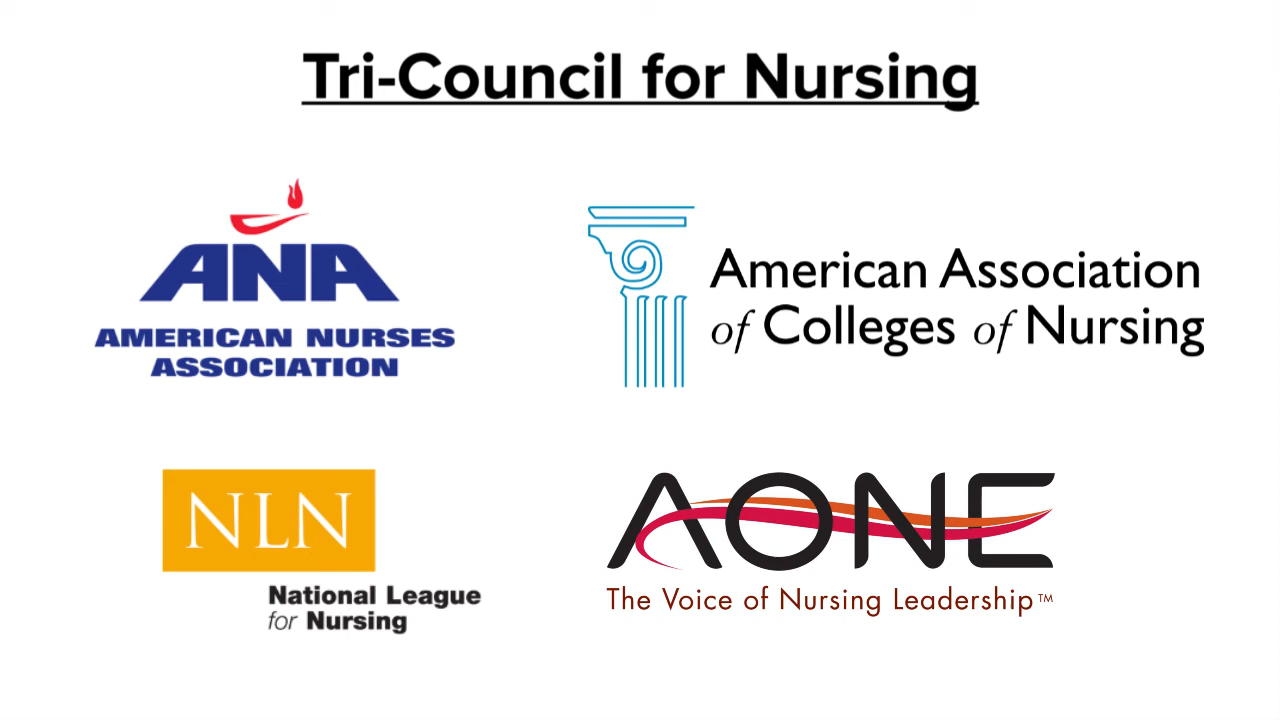 Tri-Council for Nursing
ANA
AMERICAN NURSES
ASSOCIATION
American Association
of Colleges of Nursing
NLN
National League
for Nursing
AONE
The Voice of Nursing Leadership™